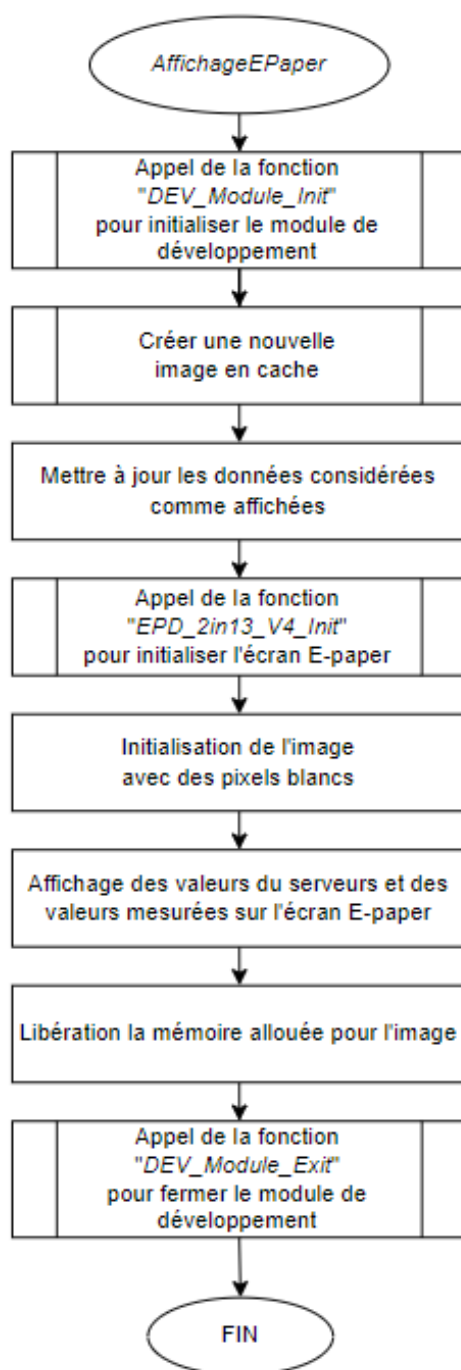 AffichageEPaper
Appel de la fonction
"DEV_Module_Init"
pour initialiser le module de
développement
Créer une nouvelle
image en cache
Mettre à jour les données considérées
comme affichées
Appel de la fonction
"EPD_2in13_V4_Init"
pour initialiser l'écran E-paper
Initialisation de l'image
avec des pixels blancs
Affichage des valeurs du serveurs et des
valeurs mesurées sur l'écran E-paper
Libération la mémoire allouée pour l'image
Appel de la fonction
"DEV_Module_Exit"
pour fermer le module de
développement
FIN